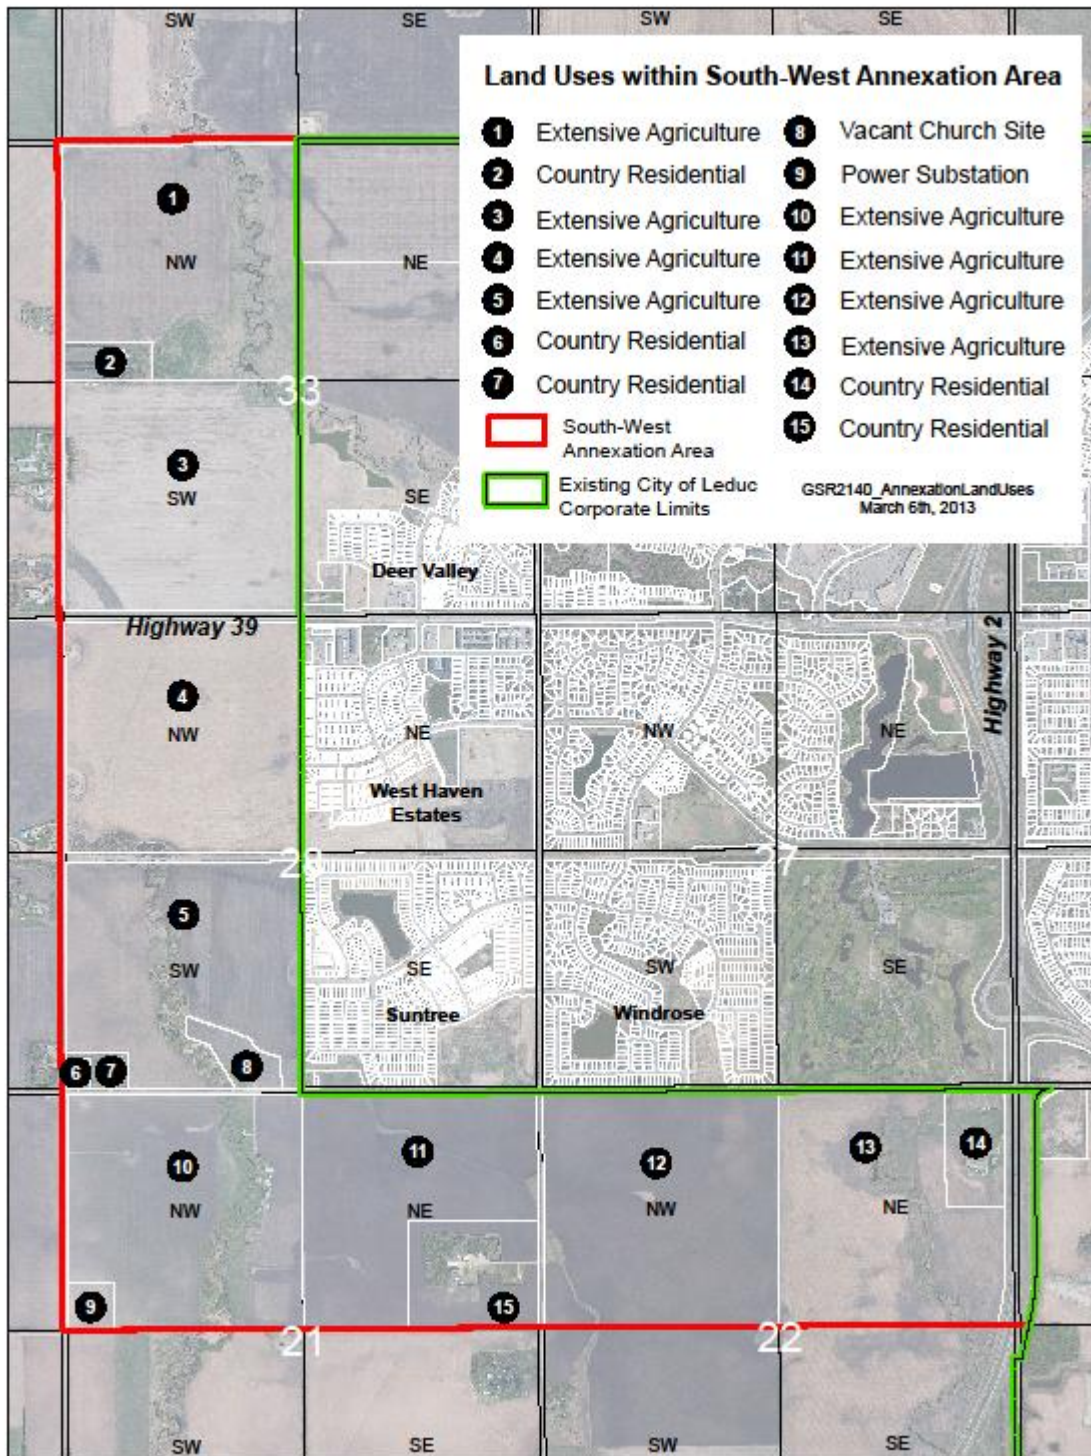 SW
SE
SW
SE
Land Uses within South-West Annexation Area
1 Extensive Agriculture
2 Country Residential
3 Extensive Agriculture
4 Extensive Agriculture
5 Extensive Agriculture
6 Country Residential
7 Country Residential
8 Vacant Church Site
9 Power Substation
10 Extensive Agriculture
11 Extensive Agriculture
12 Extensive Agriculture
13 Extensive Agriculture
14 Country Residential
15 Country Residential
South-West
Annexation Area
Existing City of Leduc
Corporate Limits
GSR2140_AnnexationLandUses
March 6th, 2013
1
NW
NE
2
33
3
SW
SE
Deer Valley
Highway 39
Highway 2
4
NW
NE
NW
NE
West Haven
Estates
27
5
SW
SE
SW
SE
Suntree
Windrose
6
7
8
10
11
12
13
14
NW
NE
NW
NE
9
15
21
22
SW
SE
SW
SE